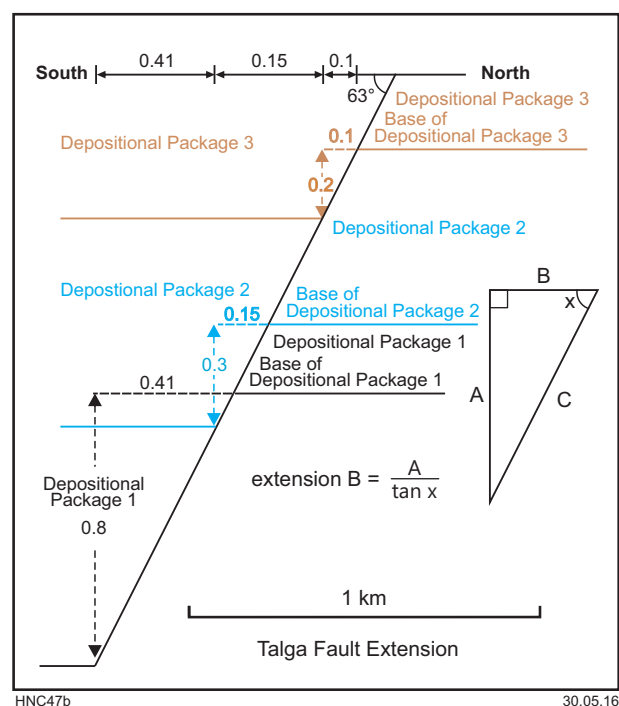 0.41 0.15 0.1
South North
63°
Depositional Package 3
Base of
Depositional Package 3
0.1
Depositional Package 3
0.2
Depositional Package 2
Depostional Package 2
Base of
Depositional Package 2
0.15
Depositional Package 1
0.3
Base of
Depositional Package 1
0.41
B
x
A
C
Depositional
Package 1
0.8
extension B = A / tan x
1 km
Talga Fault Extension
HNC47b 30.05.16